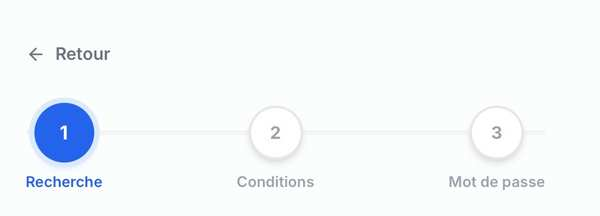 Retour
1
2
3
Recherche
Conditions
Mot de passe